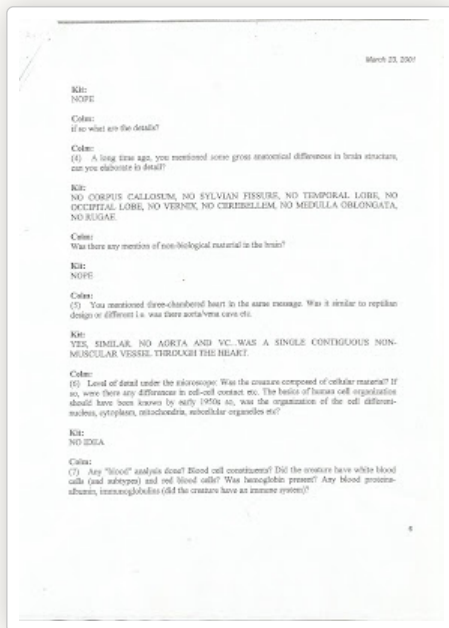 March 23, 2001
Kit:
NOPE
Colm:
if so what are the details?
Colm:
(4) A long time ago, you mentioned some gross anatomical differences in brain structure,
can you elaborate in detail?
Kit:
NO CORPUS CALLOSUM, NO SYLVIAN FISSURE, NO TEMPORAL LOBE, NO
OCCIPITAL LOBE, NO VERNIX, NO CEREBELLEM, NO MEDULLA OBLONGATA,
NO RUGAE.
Colm:
Was there any mention of non-biological material in the brain?
Kit:
NOPE
Colm:
(5) You mentioned three-chambered heart in the same message. Was it similar to reptilian
design or different i.e. was there aorta/vena cava etc.
Kit:
YES, SIMILAR. NO AORTA AND VC...WAS A SINGLE CONTIGUOUS NON-
MUSCULAR VESSEL THROUGH THE HEART.
Colm:
(6) Level of detail under the microscope: Was the creature composed of cellular material? If
so, were there any differences in cell-cell contact etc. The basics of human cell organization
should have been known by early 1950s so, was the organization of the cell different-
nucleus, cytoplasm, mitochondria, subcellular organelles etc?
Kit:
NO IDEA
Colm:
(7) Any "blood" analysis done? Blood cell constituents? Did the creature have white blood
cells (and subtypes) and red blood cells? Was hemoglobin present? Any blood proteins-
albumin, immunoglobulins (did the creature have an immune system)?
6